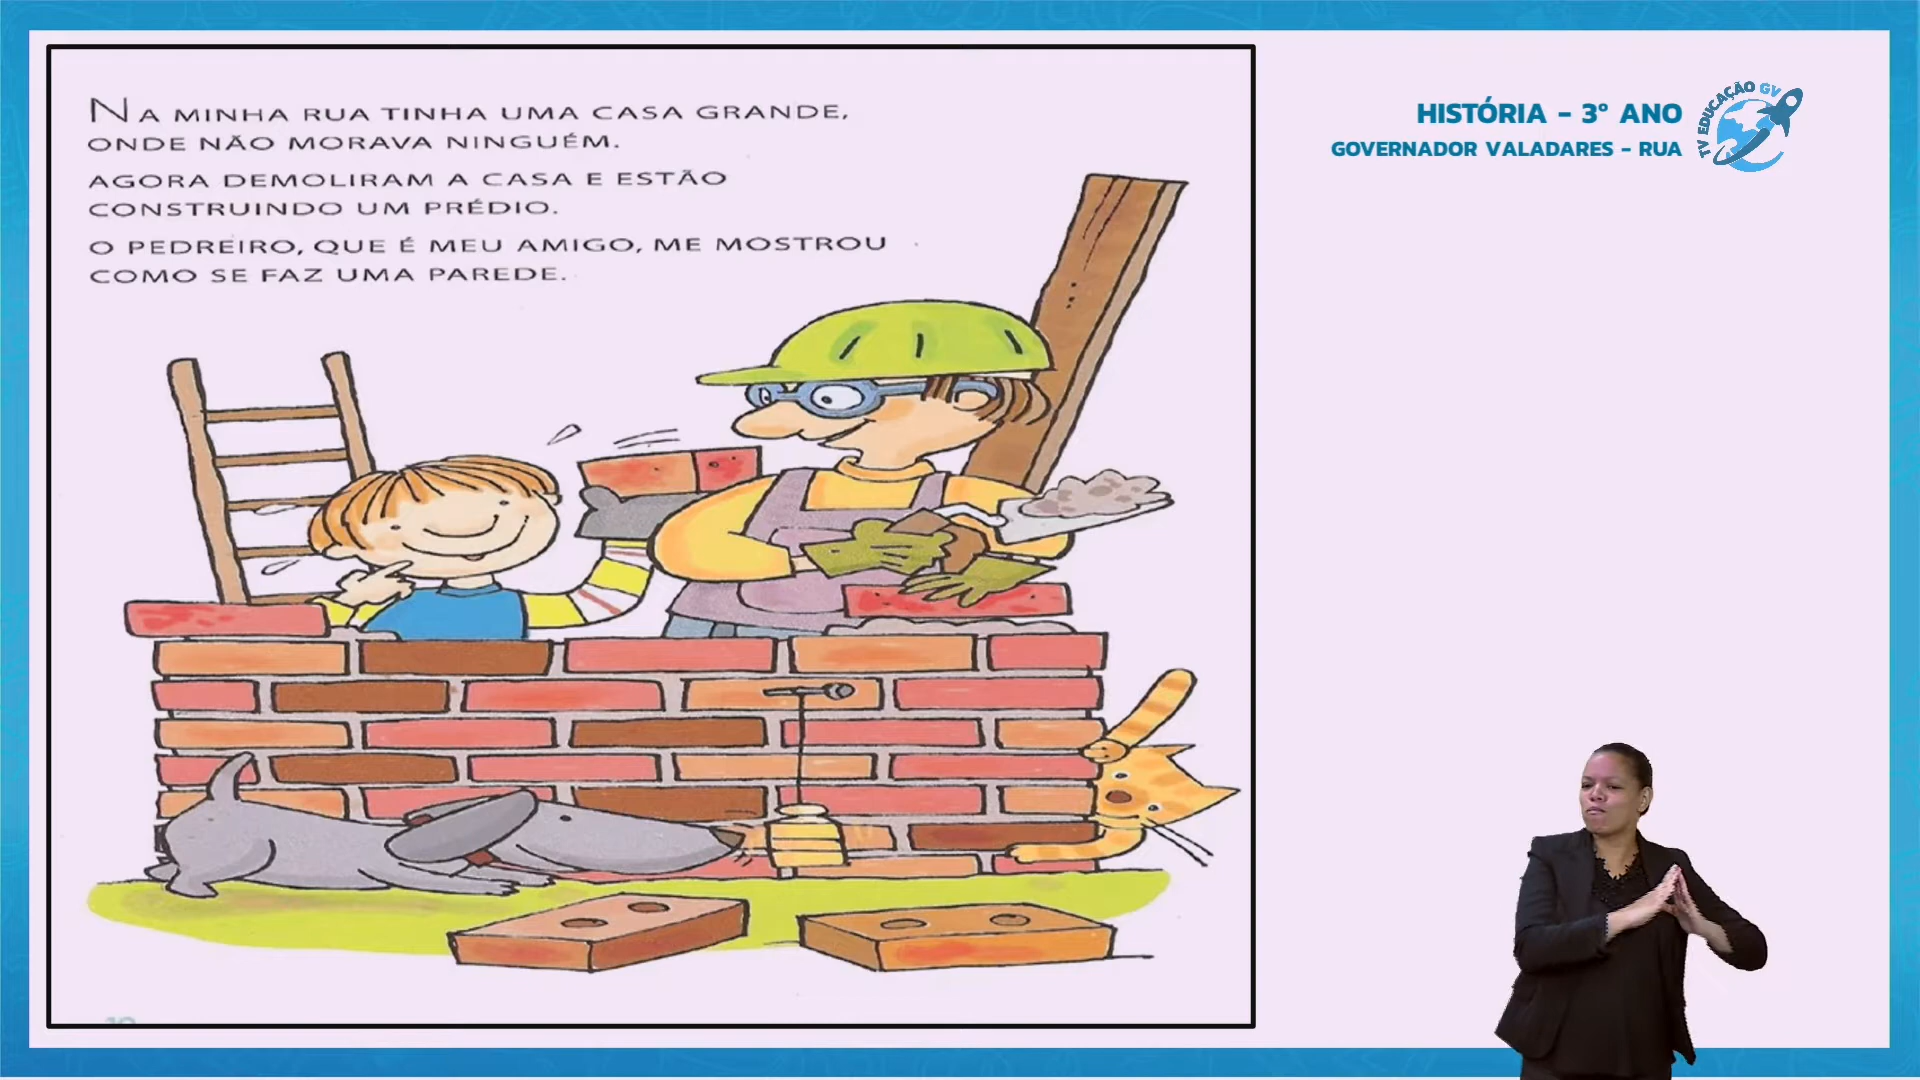 NA MINHA RUA TINHA UMA CASA GRANDE,
ONDE NÃO MORAVA NINGUÉM.
AGORA DEMOLIRAM A CASA E ESTÃO
CONSTRUINDO UM PRÉDIO.
O PEDREIRO, QUE É MEU AMIGO, ME MOSTROU
COMO SE FAZ UMA PAREDE.
HISTÓRIA - 3º ANO
GOVERNADOR VALADARES - RUA
TV EDUCAÇÃO GV